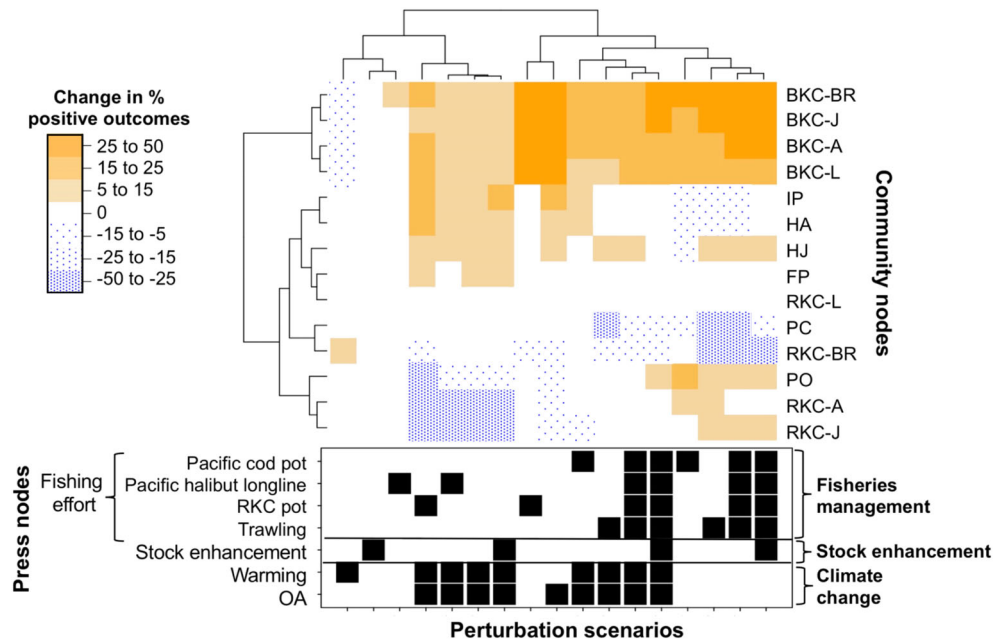 Change in %
positive outcomes
25 to 50
15 to 25
5 to 15
0
-15 to -5
-25 to -15
-50 to -25
BKC-BR
BKC-J
BKC-A
BKC-L
IP
HA
HJ
FP
RKC-L
PC
RKC-BR
PO
RKC-A
RKC-J
Community nodes
Press nodes
Fishing
effort
Pacific cod pot
Pacific halibut longline
RKC pot
Trawling
Stock enhancement
Warming
OA
Fisheries
management
Stock enhancement
Climate
change
Perturbation scenarios